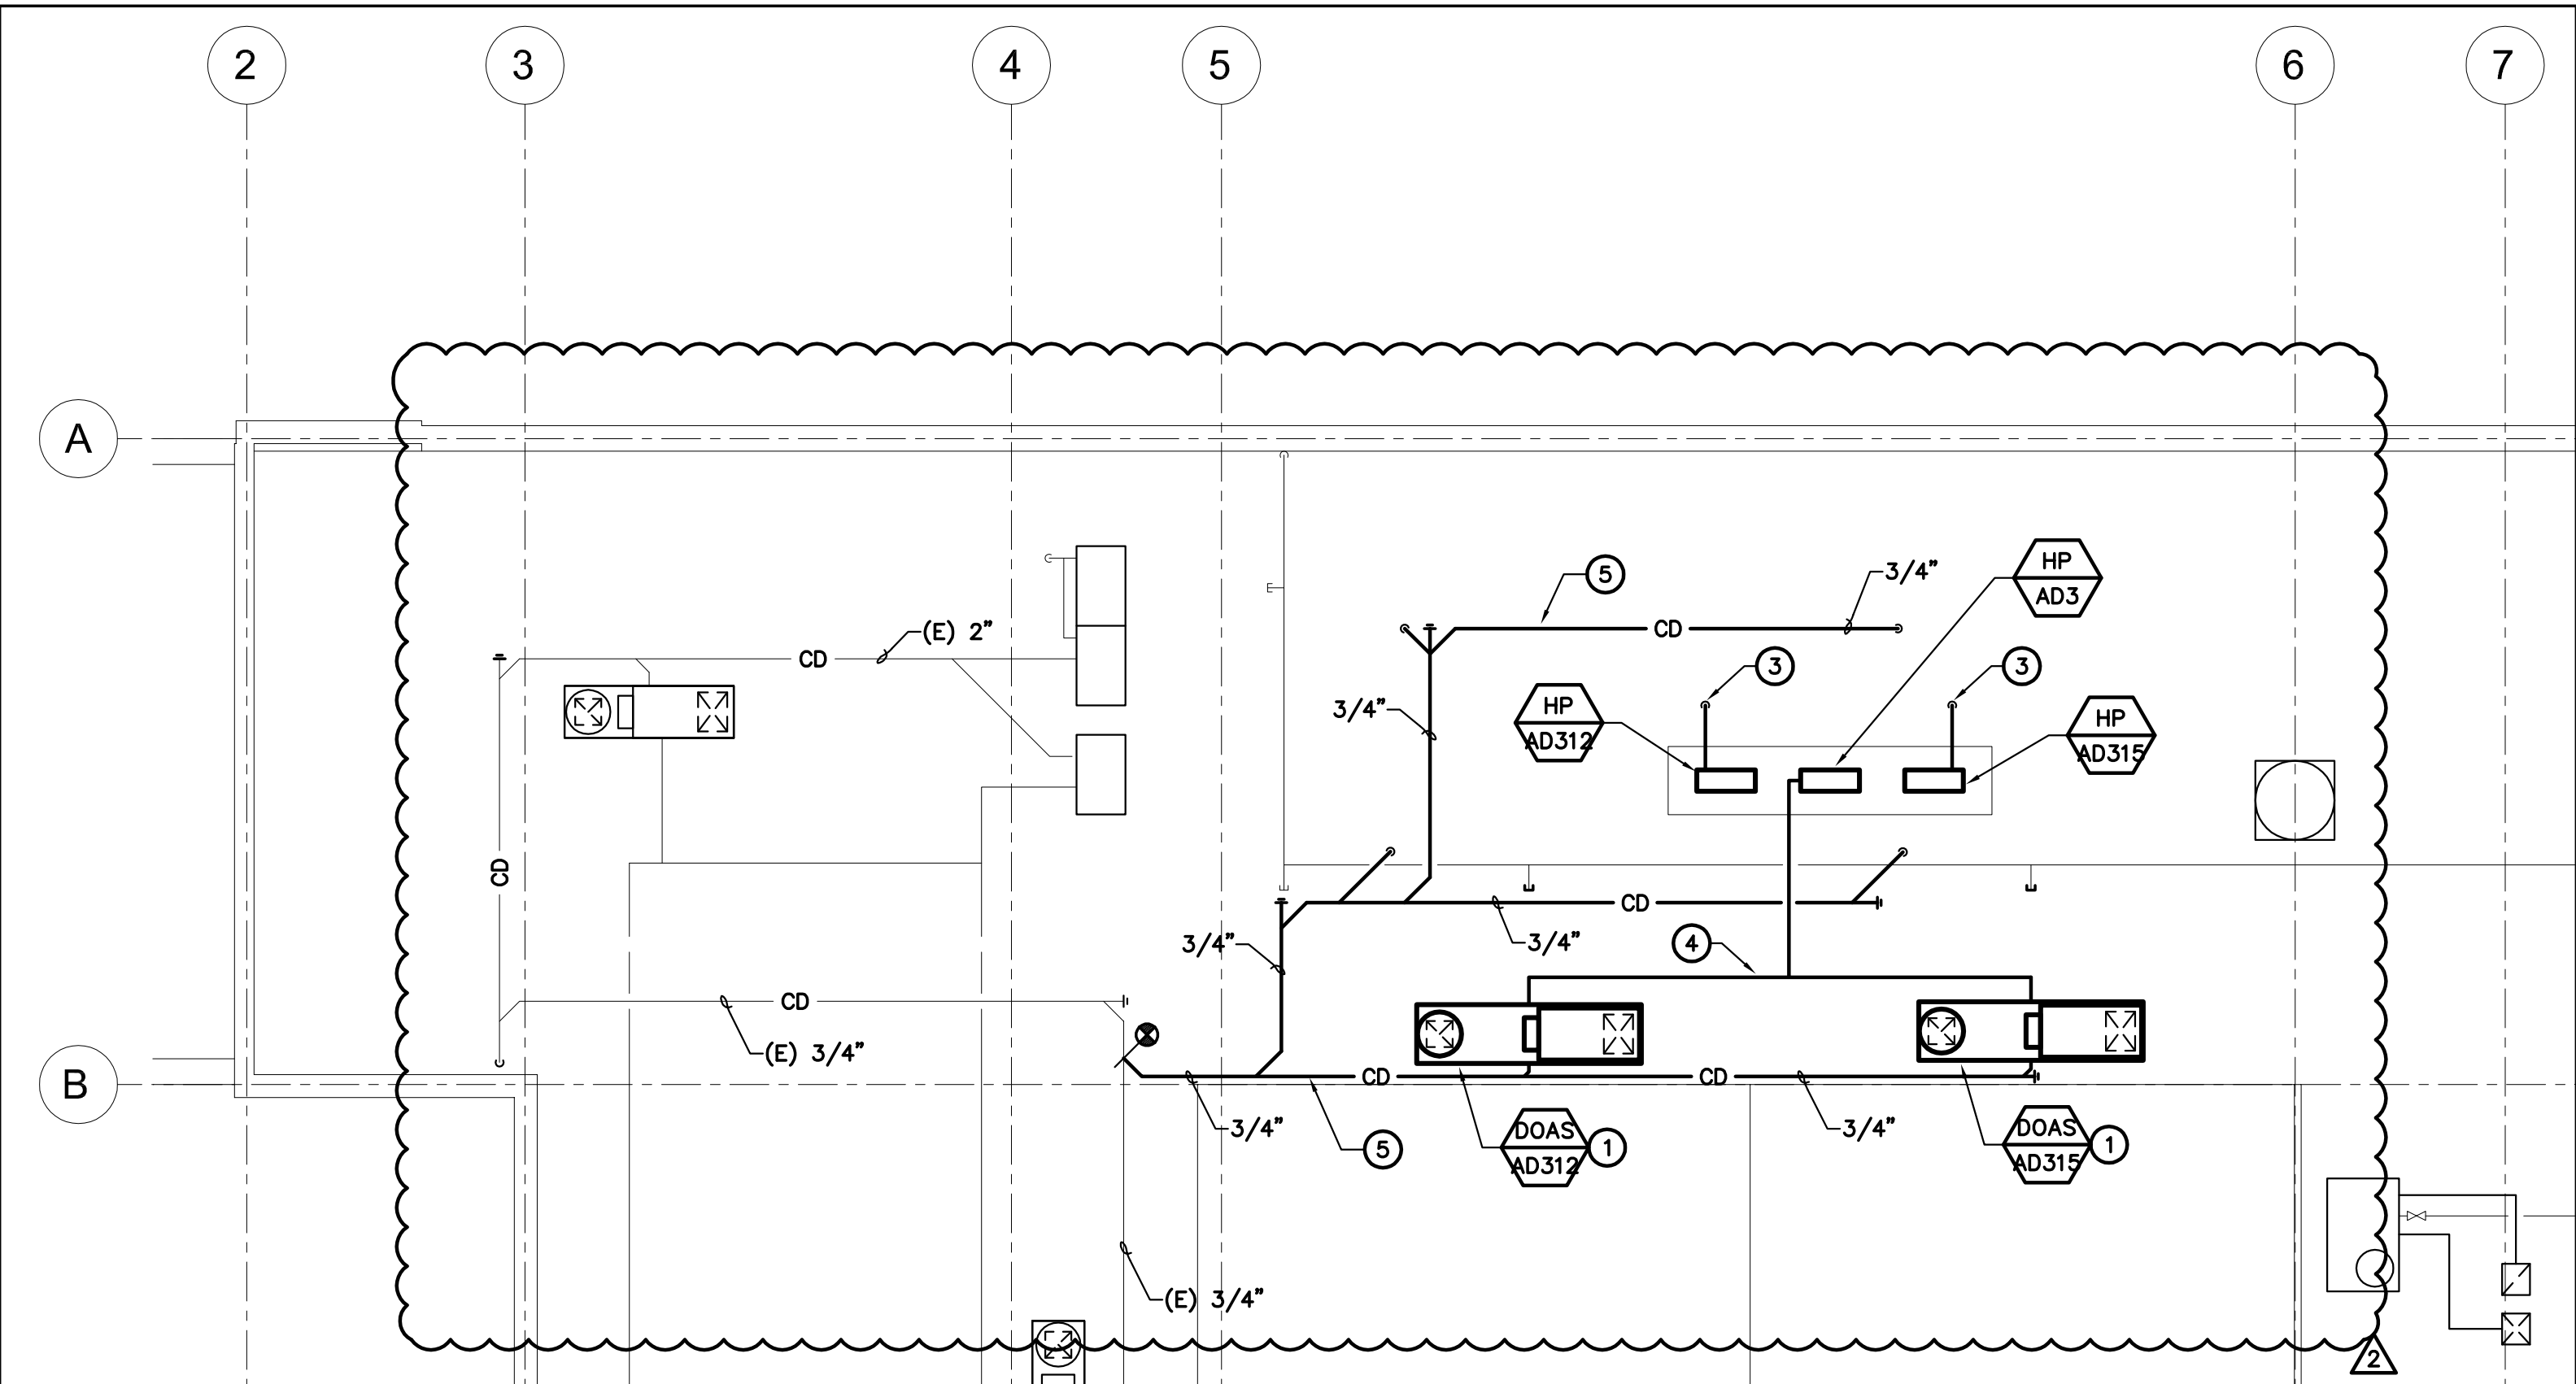 2
3
4
5
6
7
A
5
3/4”
HP
AD3
(E) 2”
CD
CD
3
3
HP
AD312
3/4”
HP
AD315
CD
CD
3/4”
3/4”
4
CD
(E) 3/4”
B
CD
CD
3/4”
5
DOAS
AD312
1
3/4”
DOAS
AD315
1
(E) 3/4”
2